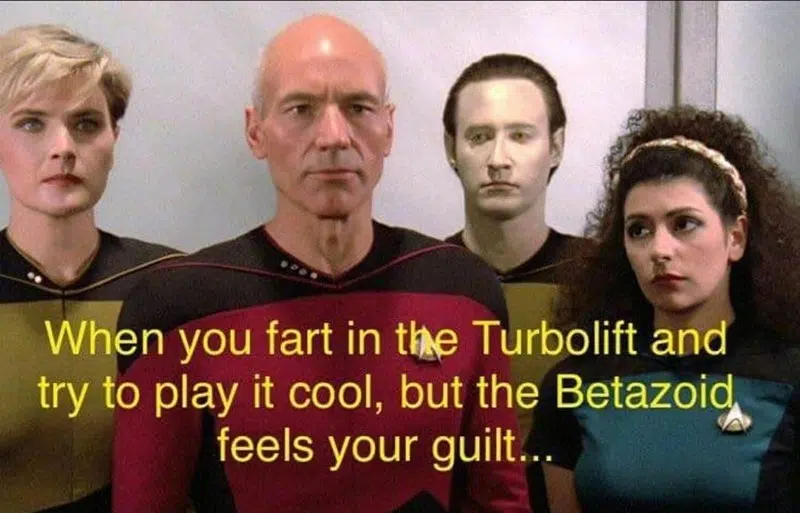 When you fart in the Turbolift and
try to play it cool, but the Betazoid
feels your guilt...